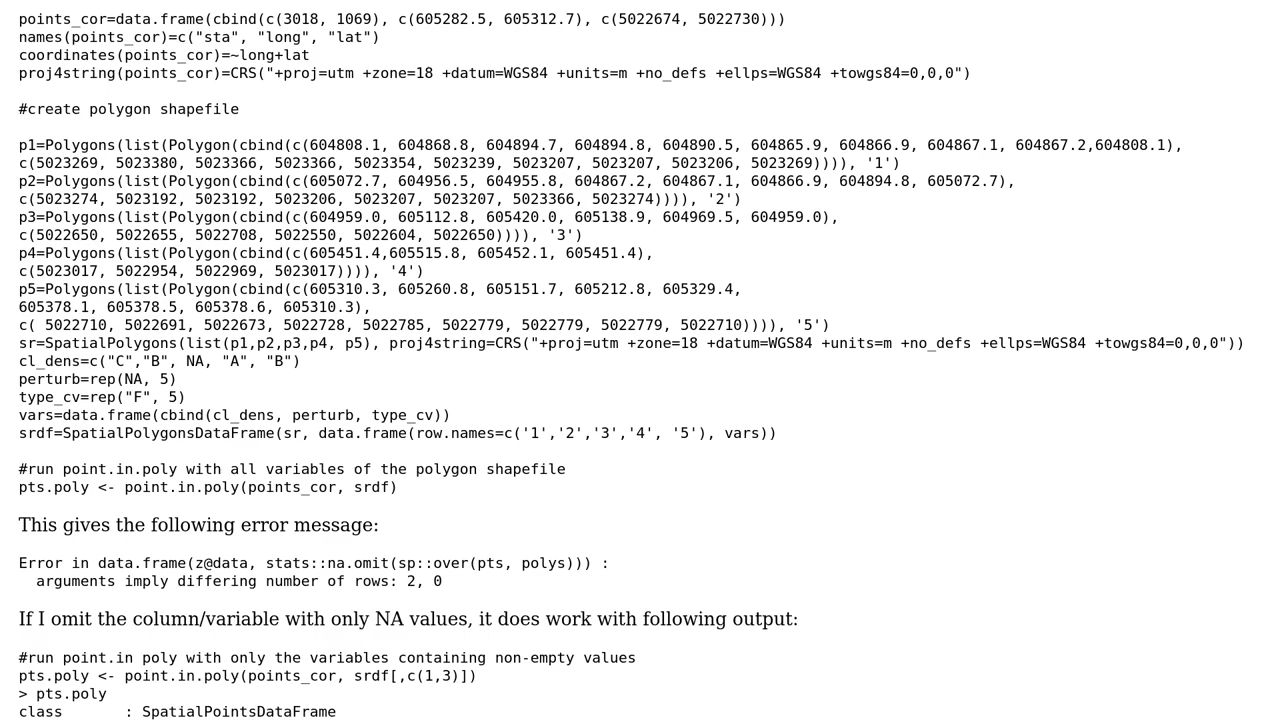 points_cor=data.frame(cbind(c(3018, 1069), c(605282.5, 605312.7), c(5022674, 5022730)))
names(points_cor)=c("sta", "long", "lat")
coordinates(points_cor)=~long+lat
proj4string(points_cor)=CRS("+proj=utm +zone=18 +datum=WGS84 +units=m +no_defs +ellps=WGS84 +towgs84=0,0,0")
#create polygon shapefile
p1=Polygons(list(Polygon(cbind(c(604808.1, 604868.8, 604894.7, 604894.8, 604890.5, 604865.9, 604866.9, 604867.1, 604867.2,604808.1),
c(5023269, 5023380, 5023366, 5023366, 5023354, 5023239, 5023207, 5023207, 5023206, 5023269)))), '1')
p2=Polygons(list(Polygon(cbind(c(605072.7, 604956.5, 604955.8, 604867.2, 604867.1, 604866.9, 604894.8, 605072.7),
c(5023274, 5023192, 5023192, 5023206, 5023207, 5023207, 5023366, 5023274)))), '2')
p3=Polygons(list(Polygon(cbind(c(604959.0, 605112.8, 605420.0, 605138.9, 604969.5, 604959.0),
c(5022650, 5022655, 5022708, 5022550, 5022604, 5022650)))), '3')
p4=Polygons(list(Polygon(cbind(c(605451.4,605515.8, 605452.1, 605451.4),
c(5023017, 5022954, 5022969, 5023017)))), '4')
p5=Polygons(list(Polygon(cbind(c(605310.3, 605260.8, 605151.7, 605212.8, 605329.4,
605378.1, 605378.5, 605378.6, 605310.3),
c( 5022710, 5022691, 5022673, 5022728, 5022785, 5022779, 5022779, 5022779, 5022710)))), '5')
sr=SpatialPolygons(list(p1,p2,p3,p4, p5), proj4string=CRS("+proj=utm +zone=18 +datum=WGS84 +units=m +no_defs +ellps=WGS84 +towgs84=0,0,0"))
cl_dens=c("C","B", NA, "A", "B")
perturb=rep(NA, 5)
type_cv=rep("F", 5)
vars=data.frame(cbind(cl_dens, perturb, type_cv))
srdf=SpatialPolygonsDataFrame(sr, data.frame(row.names=c('1','2','3','4', '5'), vars))
#run point.in.poly with all variables of the polygon shapefile
pts.poly <- point.in.poly(points_cor, srdf)
This gives the following error message:
Error in data.frame(z@data, stats::na.omit(sp::over(pts, polys))) :
arguments imply differing number of rows: 2, 0
If I omit the column/variable with only NA values, it does work with following output:
#run point.in poly with only the variables containing non-empty values
pts.poly <- point.in.poly(points_cor, srdf[,c(1,3)])
> pts.poly
class       : SpatialPointsDataFrame